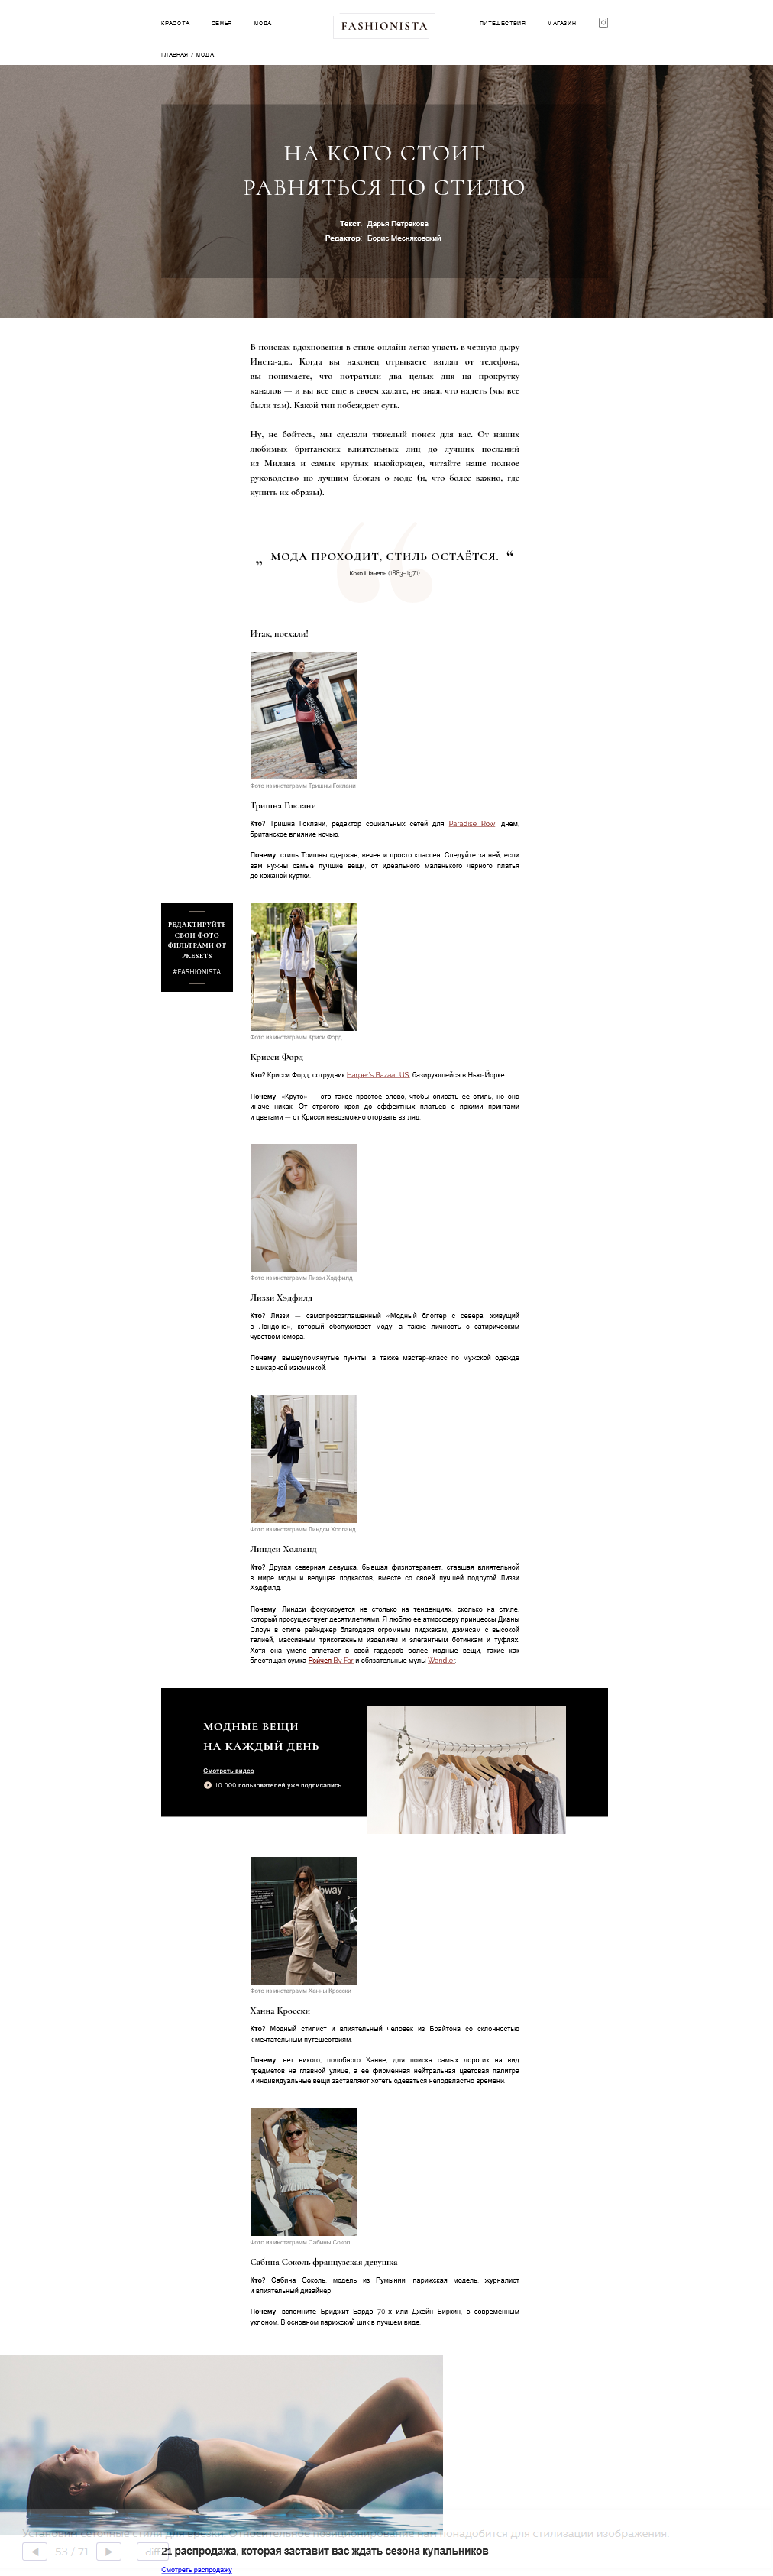 КРАСОТА СЕМЬЯ МОДА FASHIONISTA ПУТЕШЕСТВИЯ МАГАЗИН
ГЛАВНАЯ / МОДА
НА КОГО СТОИТ
РАВНЯТЬСЯ ПО СТИЛЮ
Текст: Дарья Петракова
Редактор: Борис Месняковский
В поисках вдохновения в стиле онлайн легко упасть в черную дыру
Инста-ада. Когда вы наконец отрываете взгляд от телефона,
вы понимаете, что потратили два целых дня на прокрутку
каналов — и вы все еще в своем халате, не зная, что надеть (мы все
были там). Какой тип побеждает суть.
Ну, не бойтесь, мы сделали тяжелый поиск для вас. От наших
любимых британских влиятельных лиц до лучших посланий
из Милана и самых крутых ньюйоркцев, читайте наше полное
руководство по лучшим блогам о моде (и, что более важно, где
купить их образы).
„ МОДА ПРОХОДИТ, СТИЛЬ ОСТАЁТСЯ. “
Коко Шанель (1883–1971)
Итак, поехали!
Фото из инстаграмм Тришны Гоклани
Тришна Гоклани
Кто? Тришна Гоклани, редактор социальных сетей для Paradise Row днем,
британское влияние ночью.
Почему: стиль Тришны сдержан, вечен и просто классен. Следуйте за ней, если
вам нужны самые лучшие вещи, от идеального маленького черного платья
до кожаной куртки.
РЕДАКТИРУЙТЕ
СВОИ ФОТО
ФИЛЬТРАМИ ОТ
PRESETS
#FASHIONISTA
Фото из инстаграмм Криси Форд
Крисси Форд
Кто? Крисси Форд, сотрудник Harper's Bazaar US, базирующейся в Нью-Йорке.
Почему: «Круто» — это такое простое слово, чтобы описать ее стиль, но оно
иначе никак. От строгого кроя до эффектных платьев с яркими принтами
и цветами — от Крисси невозможно оторвать взгляд.
Фото из инстаграмм Лиззи Хэдфилд
Лиззи Хэдфилд
Кто? Лиззи — самопровозглашенный «Модный блоггер с севера, живущий
в Лондоне», который обслуживает моду, а также личность с сатирическим
чувством юмора.
Почему: вышеупомянутые пункты, а также мастер-класс по мужской одежде
с шикарной изюминкой.
Фото из инстаграмм Линдси Холланд
Линдси Холланд
Кто? Другая северная девушка, бывшая физиотерапевт, ставшая влиятельной
в мире моды и ведущая подкастов, вместе со своей лучшей подругой Лиззи
Хэдфилд.
Почему: Линдси фокусируется не столько на тенденциях, сколько на стиле,
который просуществует десятилетиями. Я люблю ее атмосферу принцессы Дианы
Слоун в стиле рейнджер благодаря огромным пиджакам, джинсам с высокой
талией, массивным трикотажным изделиям и элегантным ботинкам и туфлях.
Хотя она умело вплетает в свой гардероб более модные вещи, такие как
блестящая сумка Рэйчел By Far и обязательные мулы Wandler.
МОДНЫЕ ВЕЩИ
НА КАЖДЫЙ ДЕНЬ
Смотреть видео
10 000 пользователей уже подписались
bway
Фото из инстаграмм Ханны Кросски
Ханна Кросски
Кто? Модный стилист и влиятельный человек из Брайтона со склонностью
к мечтательным путешествиям.
Почему: нет никого, подобного Ханне, для поиска самых дорогих на вид
предметов на главной улице, а ее фирменная нейтральная цветовая палитра
и индивидуальные вещи заставляют хотеть одеваться неподвластно времени.
Фото из инстаграмм Сабины Сокол
Сабина Соколь французская девушка
Кто? Сабина Соколь, модель из Румынии, парижская модель, журналист
и влиятельный дизайнер.
Почему: вспомните Бриджит Бардо 70-х или Джейн Биркин, с современным
уклоном. В основном парижский шик в лучшем виде.
53 / 71 diff
21 распродажа, которая заставит вас ждать сезона купальников
Смотреть распродажу